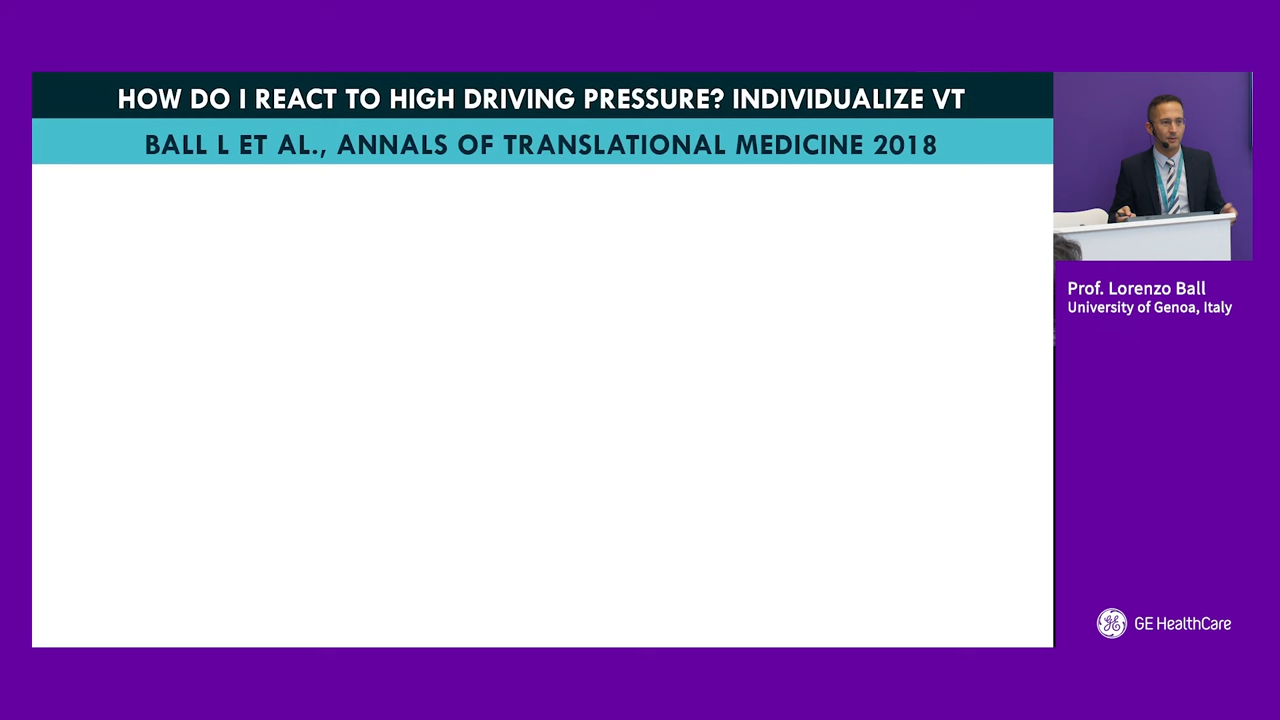 HOW DO I REACT TO HIGH DRIVING PRESSURE? INDIVIDUALIZE VT
BALL L ET AL., ANNALS OF TRANSLATIONAL MEDICINE 2018
Prof. Lorenzo Ball
University of Genoa, Italy
GE HealthCare